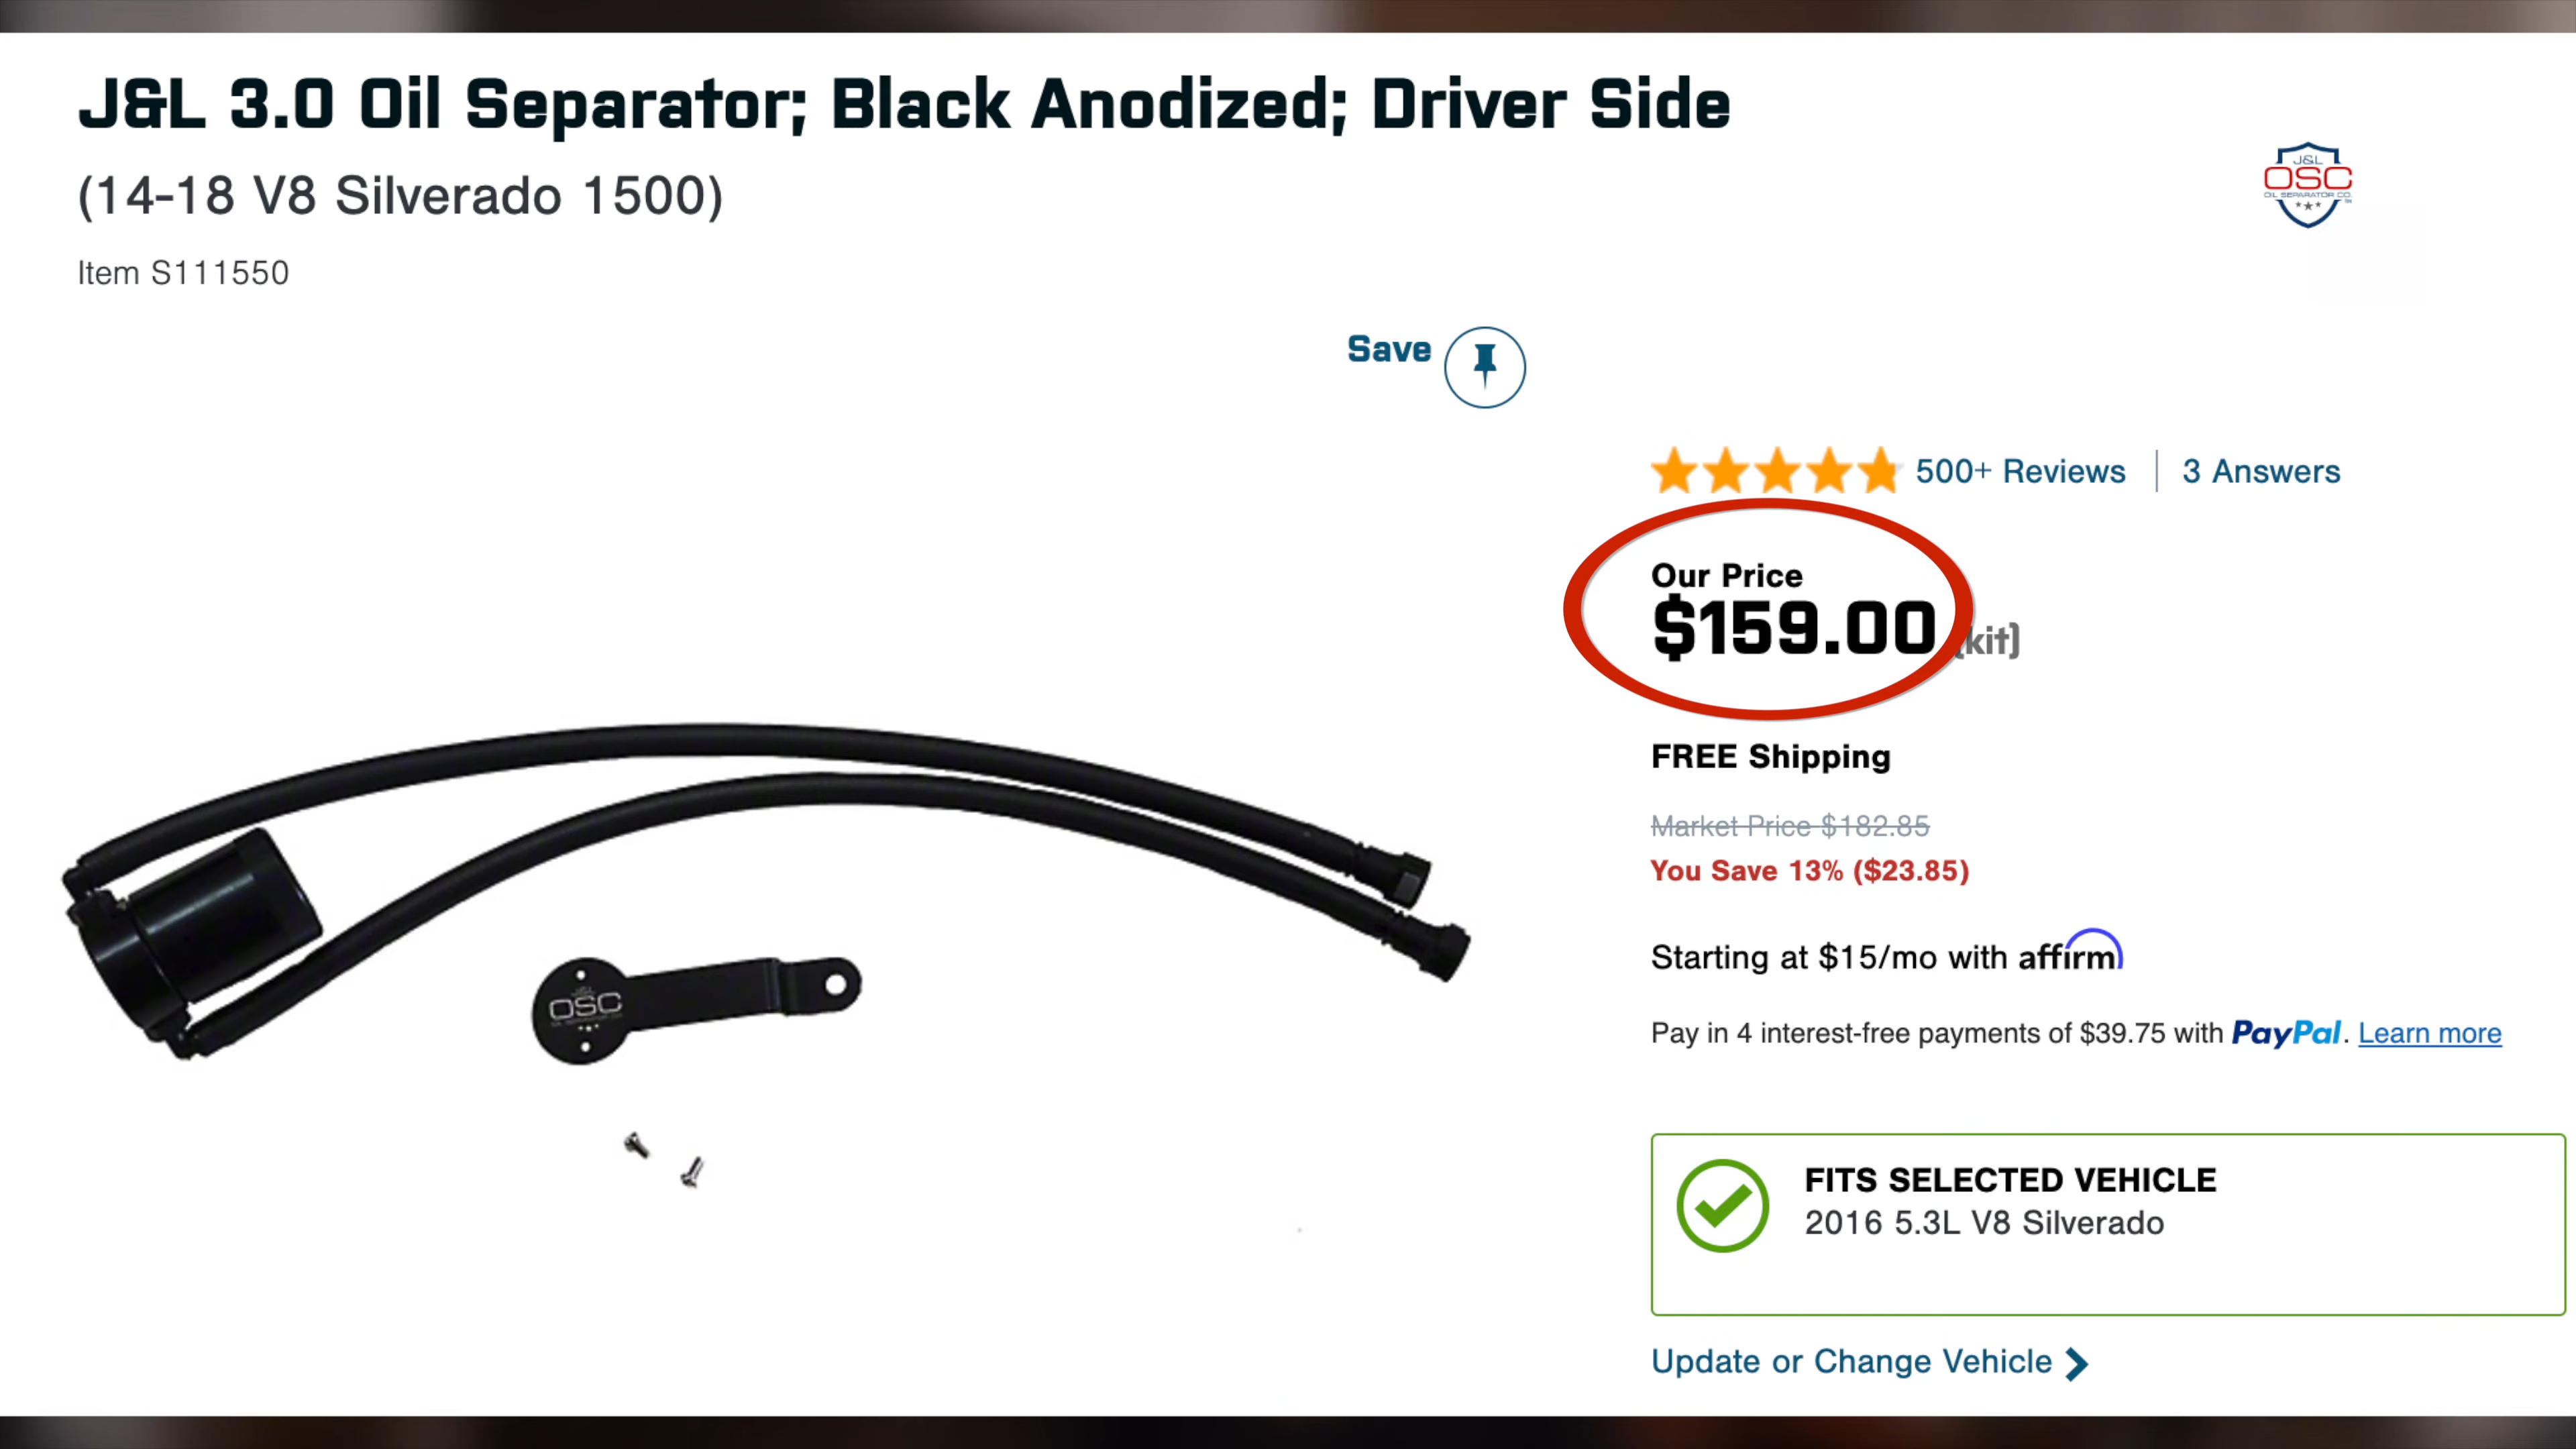 J&L 3.0 Oil Separator; Black Anodized; Driver Side
(14-18 V8 Silverado 1500)
Item S111550
J&L
OSC
OIL SEPARATOR CO.
Save
500+ Reviews | 3 Answers
Our Price
$159.00 (kit)
FREE Shipping
Market Price $182.85
You Save 13% ($23.85)
Starting at $15/mo with affirm
Pay in 4 interest-free payments of $39.75 with PayPal. Learn more
OSC
FITS SELECTED VEHICLE
2016 5.3L V8 Silverado
Update or Change Vehicle